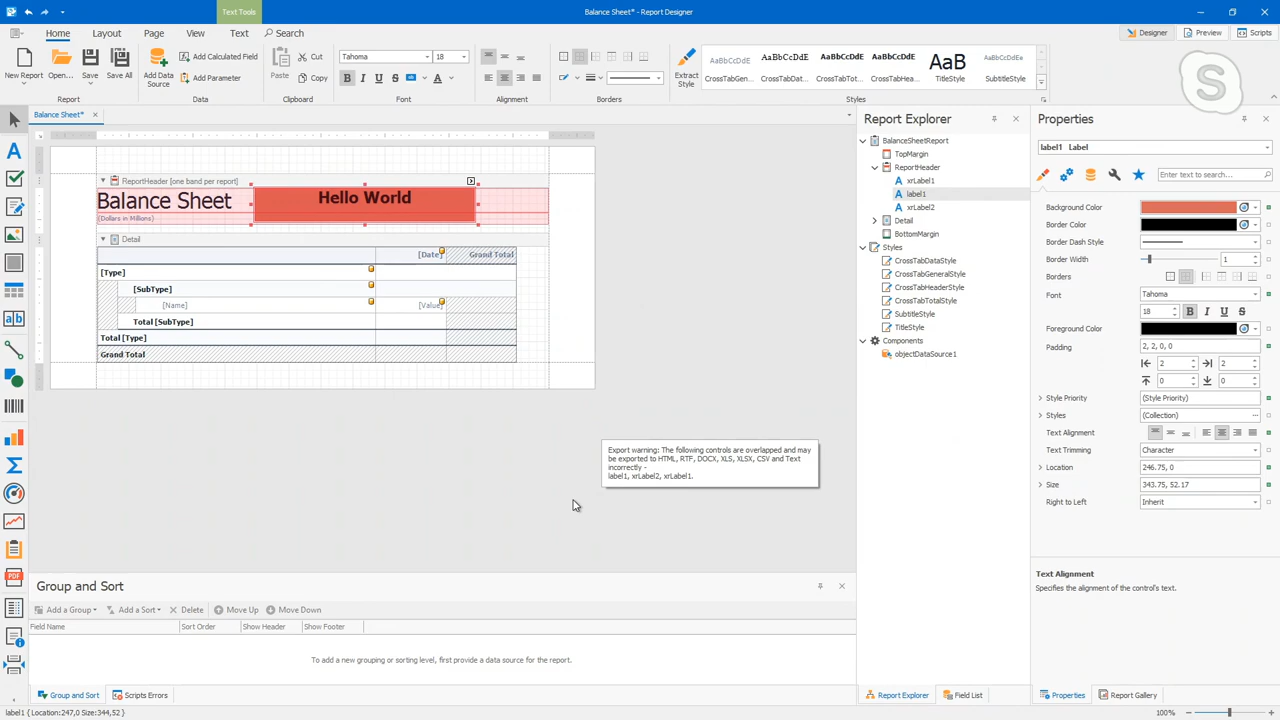 Text Tools
Balance Sheet* - Report Designer
Home
Layout
Page
View
Text
Search
Designer
Preview
Scripts
New Report
Open...
Save
Save All
Report
Add Data Source
Add Calculated Field
Add Parameter
Data
Paste
Cut
Copy
Clipboard
Tahoma
18
B I U S
Font
Alignment
Borders
Extract Style
AaBbCcDdE
CrossTabGen...
AaBbCcDdE
CrossTabDat...
AaBbCcDdE
CrossTabTot...
AaBbCcDdE
CrossTabHea...
AaB
TitleStyle
AaBbCcDdEe
SubtitleStyle
Styles
S
Balance Sheet*
ReportHeader [one band per report]
Balance Sheet
(Dollars in Millions)
Hello World
Detail
[Date]
Grand Total
[Type]
[SubType]
[Name]
[Value]
Total [SubType]
Total [Type]
Grand Total
Export warning: The following controls are overlapped and may
be exported to HTML, RTF, DOCX, XLS, XLSX, CSV and Text
incorrectly -
label1, xrLabel2, xrLabel1.
Group and Sort
Add a Group
Add a Sort
Delete
Move Up
Move Down
Field Name
Sort Order
Show Header
Show Footer
To add a new grouping or sorting level, first provide a data source for the report.
Group and Sort
Scripts Errors
label1 { Location:247,0 Size:344,52 }
Report Explorer
BalanceSheetReport
TopMargin
ReportHeader
xrLabel1
label1
xrLabel2
Detail
BottomMargin
Styles
CrossTabDataStyle
CrossTabGeneralStyle
CrossTabHeaderStyle
CrossTabTotalStyle
SubtitleStyle
TitleStyle
Components
objectDataSource1
Report Explorer
Field List
Properties
label1 Label
Enter text to search...
Background Color
Border Color
Border Dash Style
Border Width
1
Borders
Font
Tahoma
18
B I U S
Foreground Color
Padding
2, 2, 0, 0
2
2
0
0
Style Priority
(Style Priority)
Styles
(Collection)
Text Alignment
Text Trimming
Character
Location
246.75, 0
Size
343.75, 52.17
Right to Left
Inherit
Text Alignment
Specifies the alignment of the control's text.
Properties
Report Gallery
100%